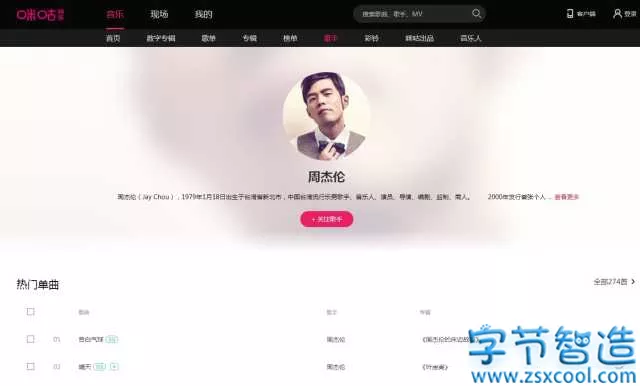 咪咕音乐 音乐 现场 我的 搜索歌曲、歌手、MV 客户端 登录
首页 数字专辑 歌单 专辑 榜单 歌手 彩铃 咪咕出品 音乐人
周杰伦
周杰伦（Jay Chou），1979年1月18日出生于台湾省新北市，中国台湾流行乐男歌手、音乐人、演员、导演、编剧、监制、商人。 2000年发行首张个人 ... 查看更多
+ 关注歌手
热门单曲 全部274首
歌曲 歌手 专辑
01 告白气球 周杰伦 《周杰伦的床边故事》
02 晴天 周杰伦 《叶惠美》
字节智造
www.zsxcool.com